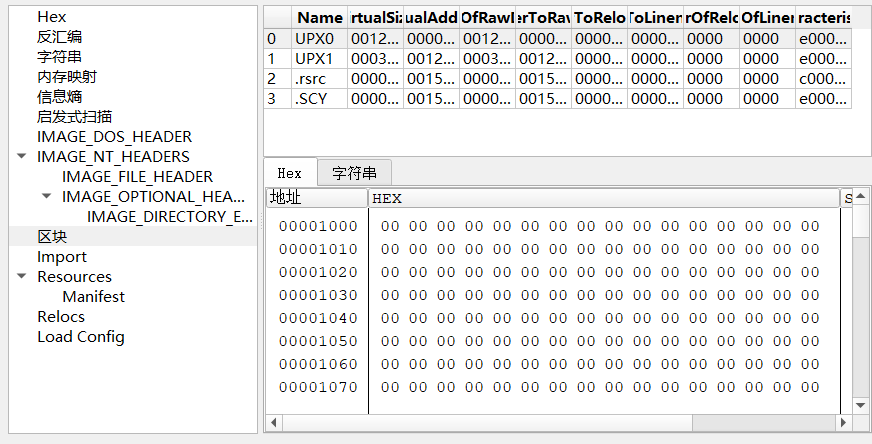 Hex
反汇编
字符串
内存映射
信息熵
启发式扫描
IMAGE_DOS_HEADER
IMAGE_NT_HEADERS
IMAGE_FILE_HEADER
IMAGE_OPTIONAL_HEA...
IMAGE_DIRECTORY_E...
区块
Import
Resources
Manifest
Relocs
Load Config
Name rtualSiz ualAddr OfRawD erToRaw ToReloc ToLinen rOfRelo OfLiner racteris
0 UPX0 0012... 0000... 0012... 0000... 0000... 0000... 0000 0000 e000...
1 UPX1 0003... 0012... 0003... 0012... 0000... 0000... 0000 0000 e000...
2 .rsrc 0000... 0015... 0000... 0015... 0000... 0000... 0000 0000 c000...
3 .SCY 0000... 0015... 0000... 0015... 0000... 0000... 0000 0000 e000...
Hex 字符串
地址 HEX S
00001000 00 00 00 00 00 00 00 00 00 00 00 00 00 00 00 00
00001010 00 00 00 00 00 00 00 00 00 00 00 00 00 00 00 00
00001020 00 00 00 00 00 00 00 00 00 00 00 00 00 00 00 00
00001030 00 00 00 00 00 00 00 00 00 00 00 00 00 00 00 00
00001040 00 00 00 00 00 00 00 00 00 00 00 00 00 00 00 00
00001050 00 00 00 00 00 00 00 00 00 00 00 00 00 00 00 00
00001060 00 00 00 00 00 00 00 00 00 00 00 00 00 00 00 00
00001070 00 00 00 00 00 00 00 00 00 00 00 00 00 00 00 00